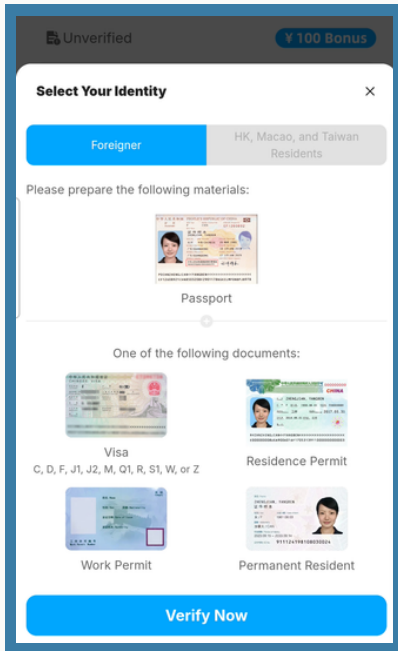 Unverified
¥ 100 Bonus
Select Your Identity
×
Foreigner
HK, Macao, and Taiwan
Residents
Please prepare the following materials:
Passport
+
One of the following documents:
CHINA
Visa
C, D, F, J1, J2, M, Q1, R, S1, W, or Z
Residence Permit
Work Permit
Permanent Resident
Verify Now